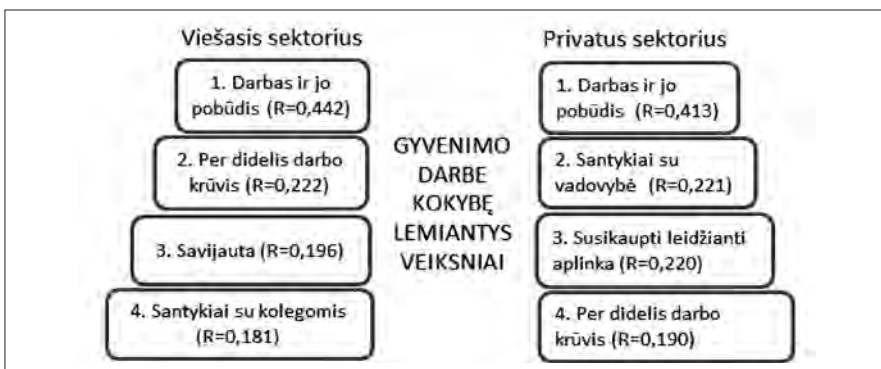 Viešasis sektorius
1. Darbas ir jo
pobūdis (R=0,442)
2. Per didelis darbo
krūvis (R=0,222)
3. Savijauta (R=0,196)
4. Santykiai su kolegomis
(R=0,181)
GYVENIMO
DARBE
KOKYBĘ
LEMIANTYS
VEIKSNIAI
Privatus sektorius
1. Darbas ir jo
pobūdis (R=0,413)
2. Santykiai su
vadovybė (R=0,221)
3. Susikaupti leidžianti
aplinka (R=0,220)
4. Per didelis darbo
krūvis (R=0,190)